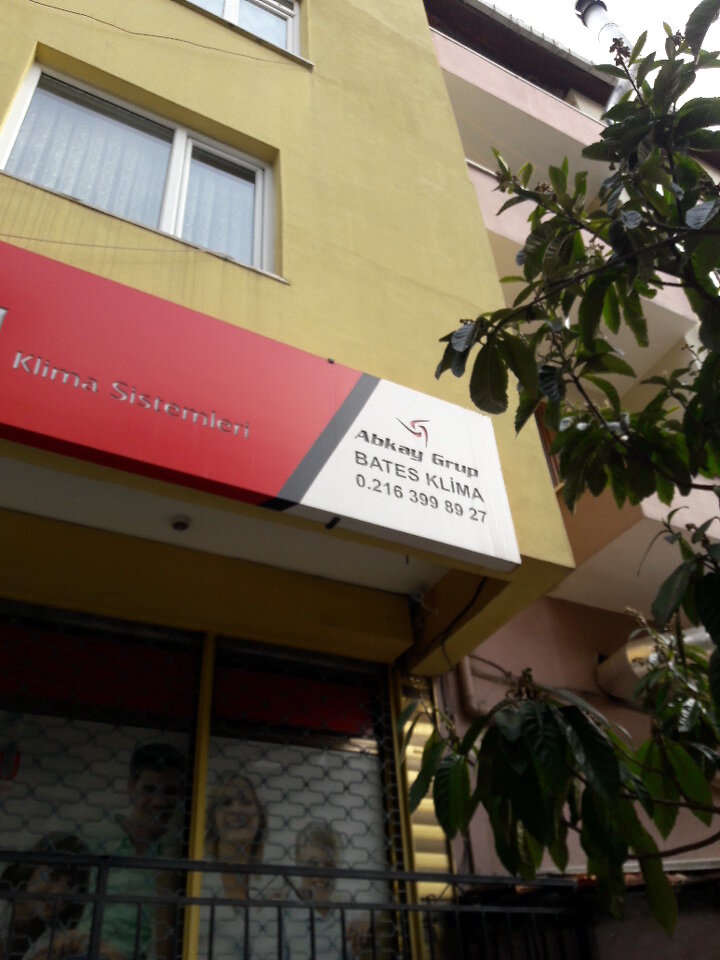 Klima Sistemleri
Abkay Grup
BATES KLİMA
0.216 399 89 27